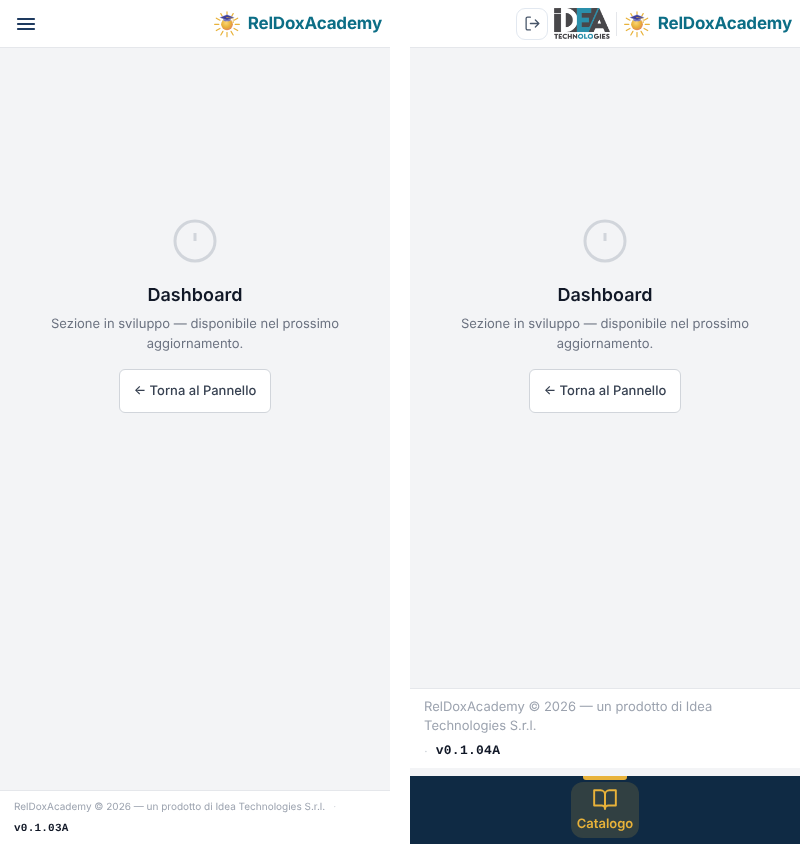 RelDoxAcademy
Dashboard
Sezione in sviluppo — disponibile nel prossimo
aggiornamento.
← Torna al Pannello
RelDoxAcademy © 2026 — un prodotto di Idea Technologies S.r.l. ·
v0.1.03A
iDEA
TECHNOLOGIES
RelDoxAcademy
Dashboard
Sezione in sviluppo — disponibile nel prossimo
aggiornamento.
← Torna al Pannello
RelDoxAcademy © 2026 — un prodotto di Idea
Technologies S.r.l.
· v0.1.04A
Catalogo